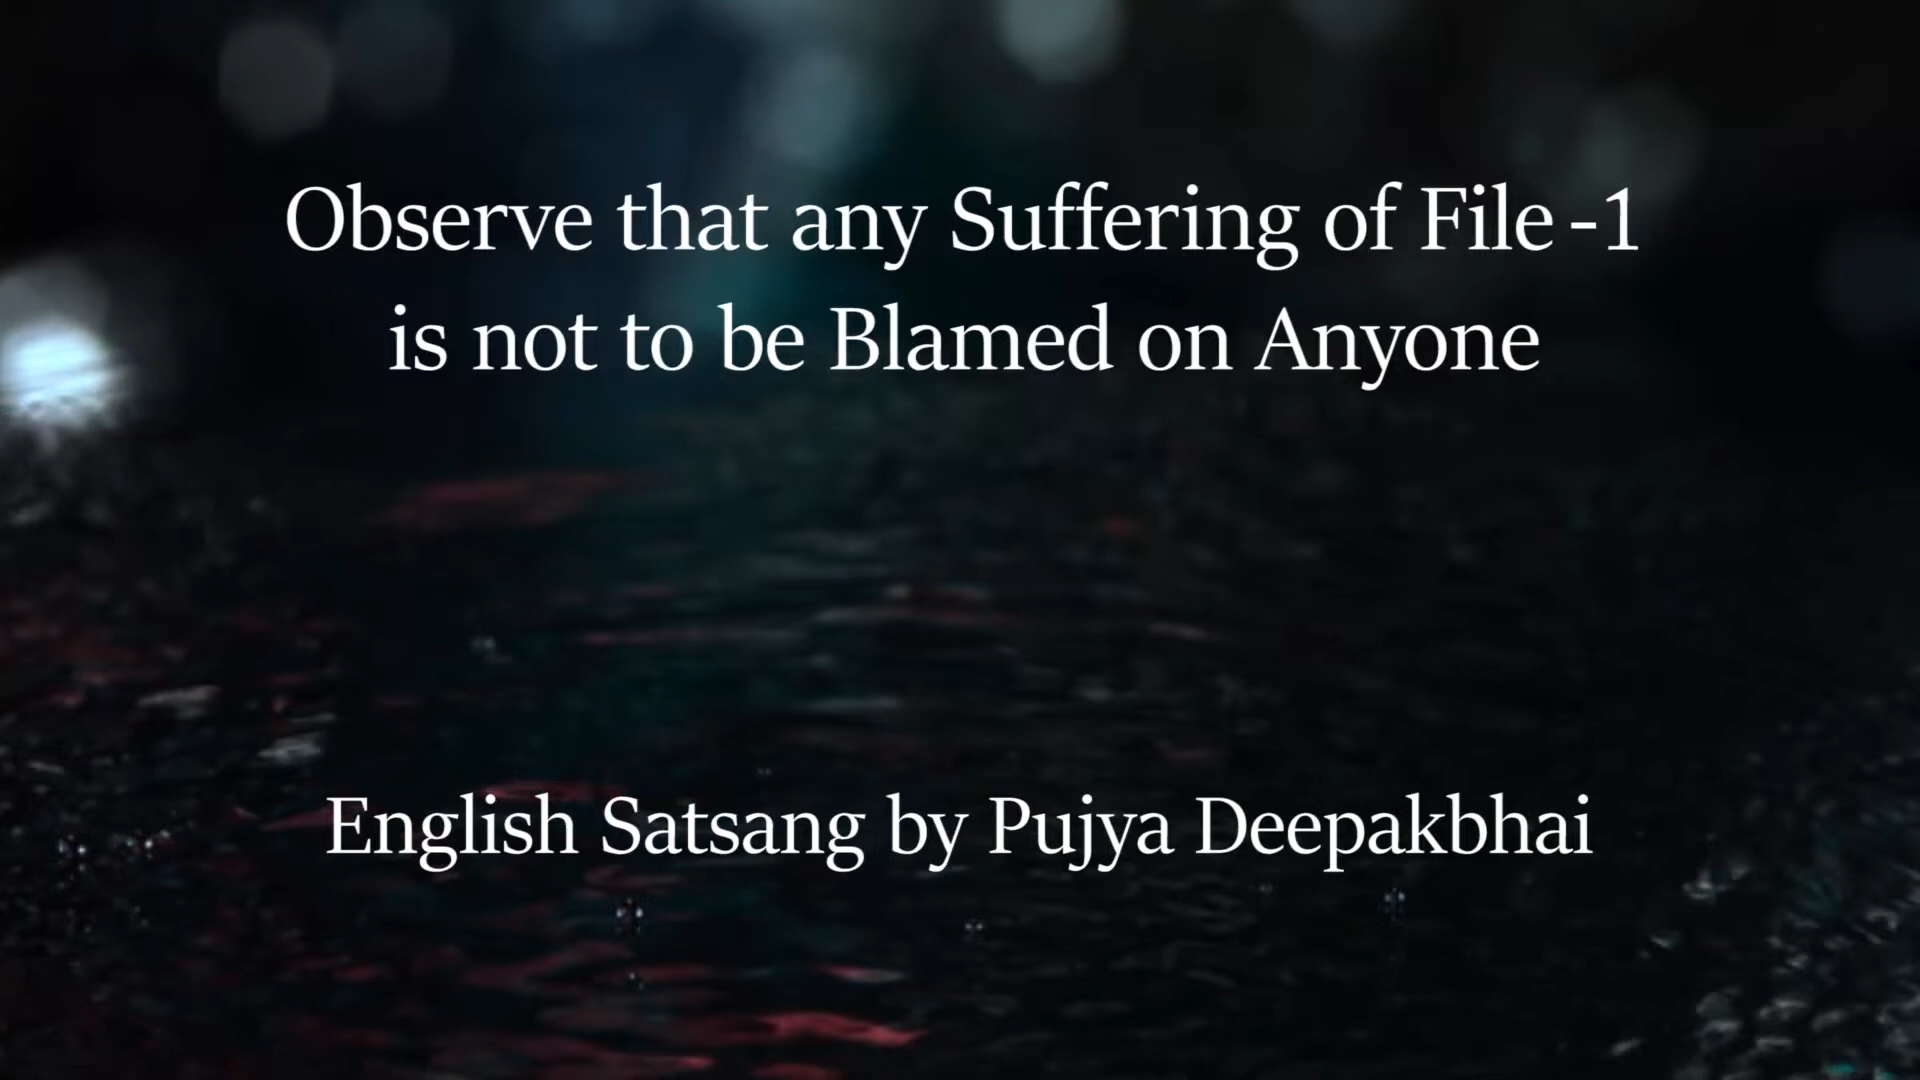 Observe that any Suffering of File -1
is not to be Blamed on Anyone
English Satsang by Pujya Deepakbhai